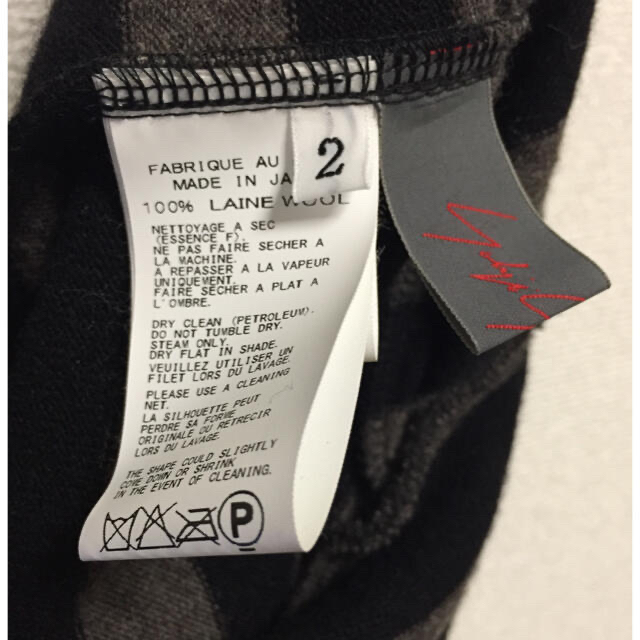 FABRIQUE AU
MADE IN JA
2
100% LAINE WOOL
NETTOYAGE A SEC
(ESSENCE F).
NE PAS FAIRE SECHER A
LA MACHINE.
A REPASSER A LA VAPEUR
UNIQUEMENT.
FAIRE SECHER A PLAT A
L'OMBRE.
DRY CLEAN (PETROLEUM).
DO NOT TUMBLE DRY.
STEAM ONLY.
DRY FLAT IN SHADE.
VEUILLEZ UTILISER UN
FILET LORS DU LAVAGE.
PLEASE USE A CLEANING
NET.
LA SILHOUETTE PEUT
PERDRE SA FORME
ORIGINALE OU RETRECIR
LORS DU LAVAGE.
THE SHAPE COULD SLIGHTLY
COVE DOWN OR SHRINK
IN THE EVENT OF CLEANING.
P